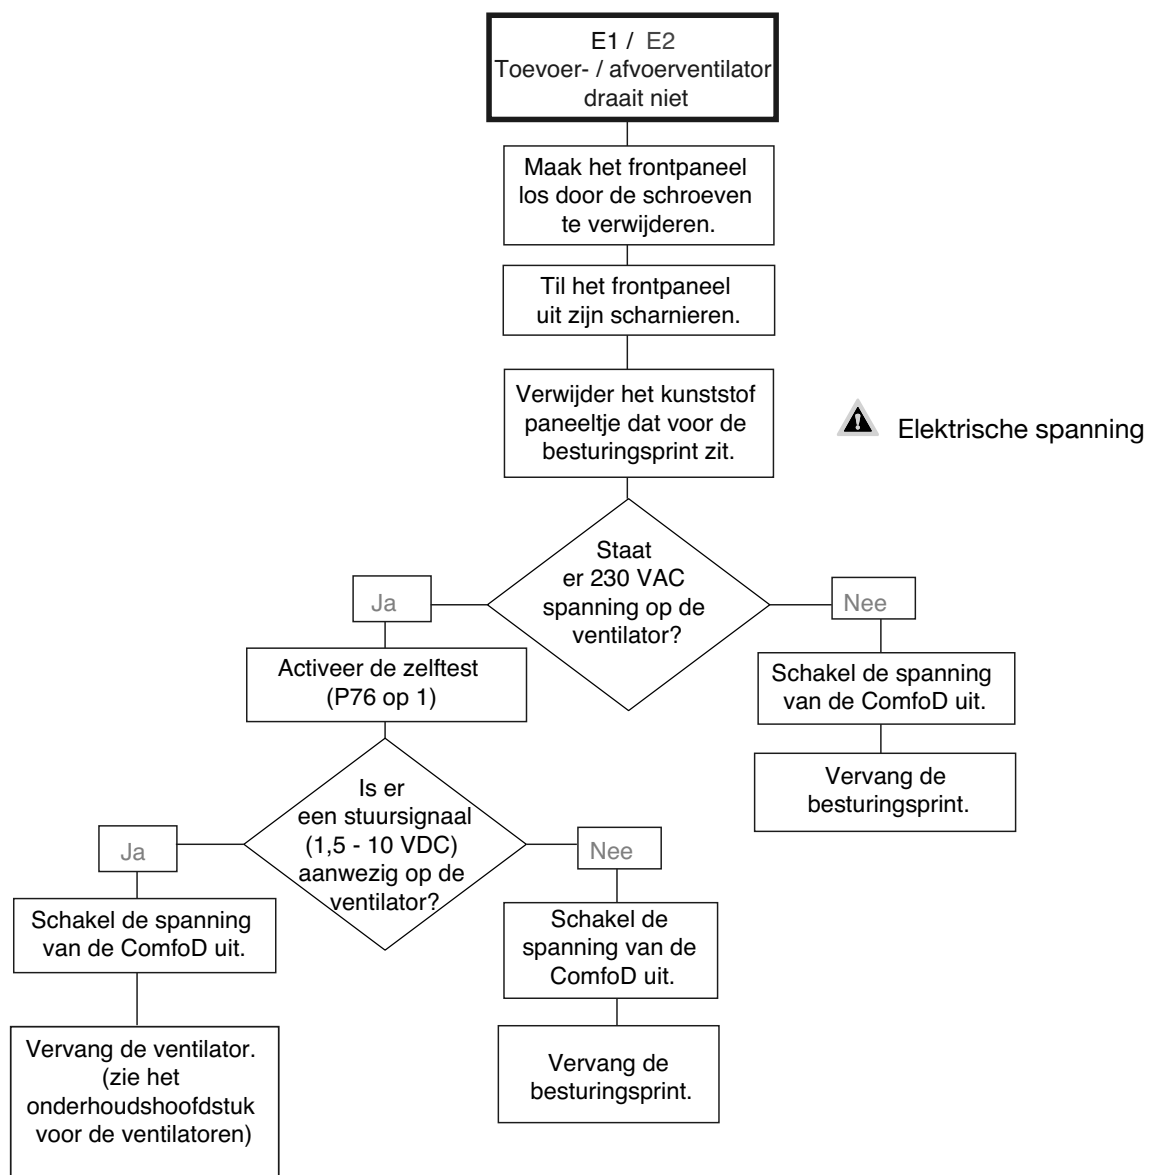 E1 / E2
Toevoer- / afvoerventilator
draait niet
Maak het frontpaneel
los door de schroeven
te verwijderen.
Til het frontpaneel
uit zijn scharnieren.
Verwijder het kunststof
paneeltje dat voor de
besturingsprint zit.
Elektrische spanning
Staat
er 230 VAC
spanning op de
ventilator?
Ja
Nee
Activeer de zelftest
(P76 op 1)
Schakel de spanning
van de ComfoD uit.
Vervang de
besturingsprint.
Is er
een stuursignaal
(1,5 - 10 VDC)
aanwezig op de
ventilator?
Ja
Nee
Schakel de spanning
van de ComfoD uit.
Schakel de
spanning van de
ComfoD uit.
Vervang de ventilator.
(zie het
onderhoudshoofdstuk
voor de ventilatoren)
Vervang de
besturingsprint.